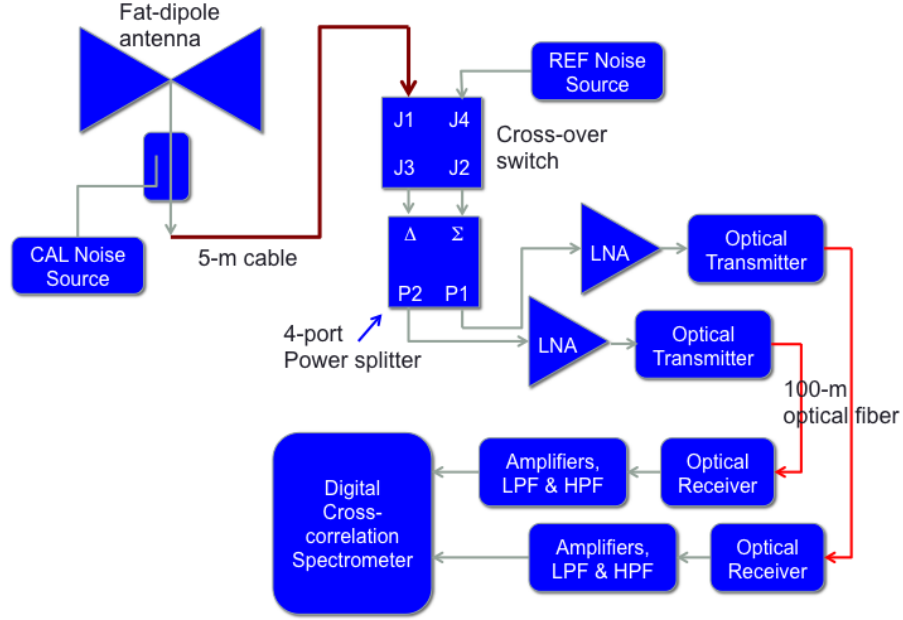 Fat-dipole
antenna
REF Noise
Source
J1 J4
J3 J2
Cross-over
switch
CAL Noise
Source
5-m cable
Δ Σ
P2 P1
4-port
Power splitter
LNA
Optical
Transmitter
LNA
Optical
Transmitter
100-m
optical fiber
Digital
Cross-
correlation
Spectrometer
Amplifiers,
LPF & HPF
Optical
Receiver
Amplifiers,
LPF & HPF
Optical
Receiver